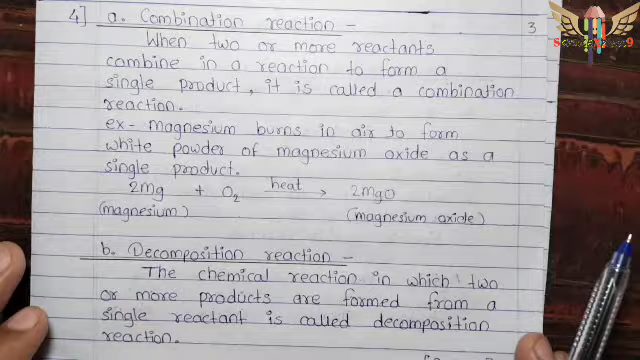 4] a. Combination reaction - 3
When two or more reactants
combine in a reaction to form a
single product, it is called a combination
reaction.
ex- magnesium burns in air to form
white powder of magnesium oxide as a
single product.
2Mg + O2 heat → 2MgO
(magnesium) (magnesium oxide)
b. Decomposition reaction -
The chemical reaction in which two
or more products are formed from a
single reactant is called decomposition
reaction.